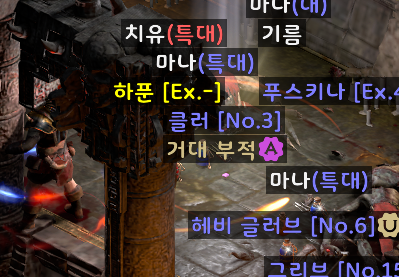 마나(대)
치유(특대) 기름
마나(특대)
하푼 [Ex.-] 푸스키나 [Ex.4
클러 [No.3]
거대 부적 A
마나(특대)
헤비 글러브 [No.6] U
그리브 [No.15